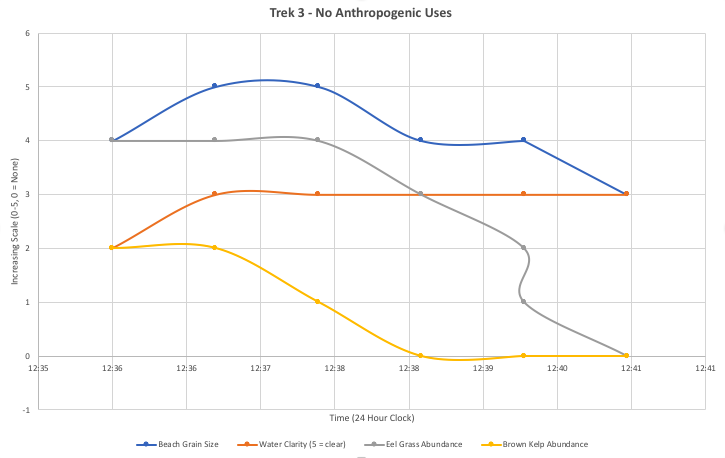 Trek 3 - No Anthropogenic Uses
6
5
4
3
2
1
0
-1
Increasing Scale (0-5, 0 = None)
12:35 12:36 12:37 12:38 12:38 12:39 12:40 12:41 12:41
Time (24 Hour Clock)
Beach Grain Size Water Clarity (5 = clear) Eel Grass Abundance Brown Kelp Abundance